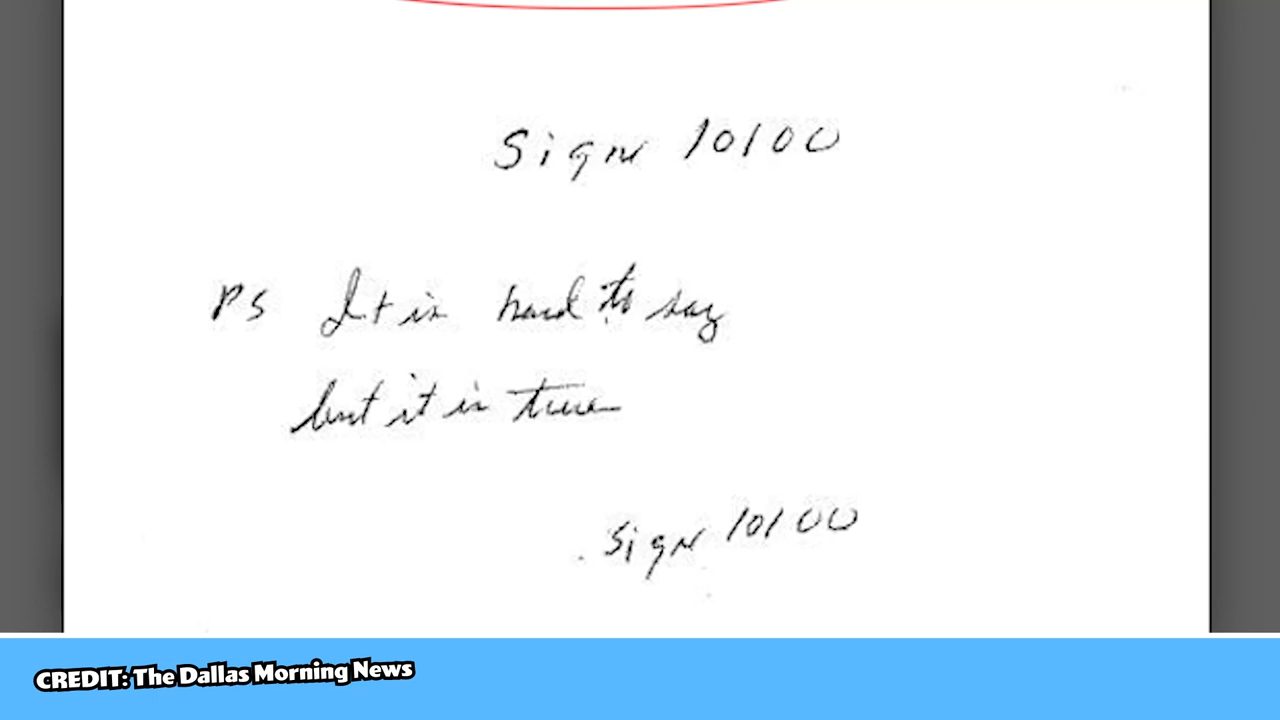 Sign 10100
PS It is hard to say
but it is true
Sign 10100
CREDIT: The Dallas Morning News